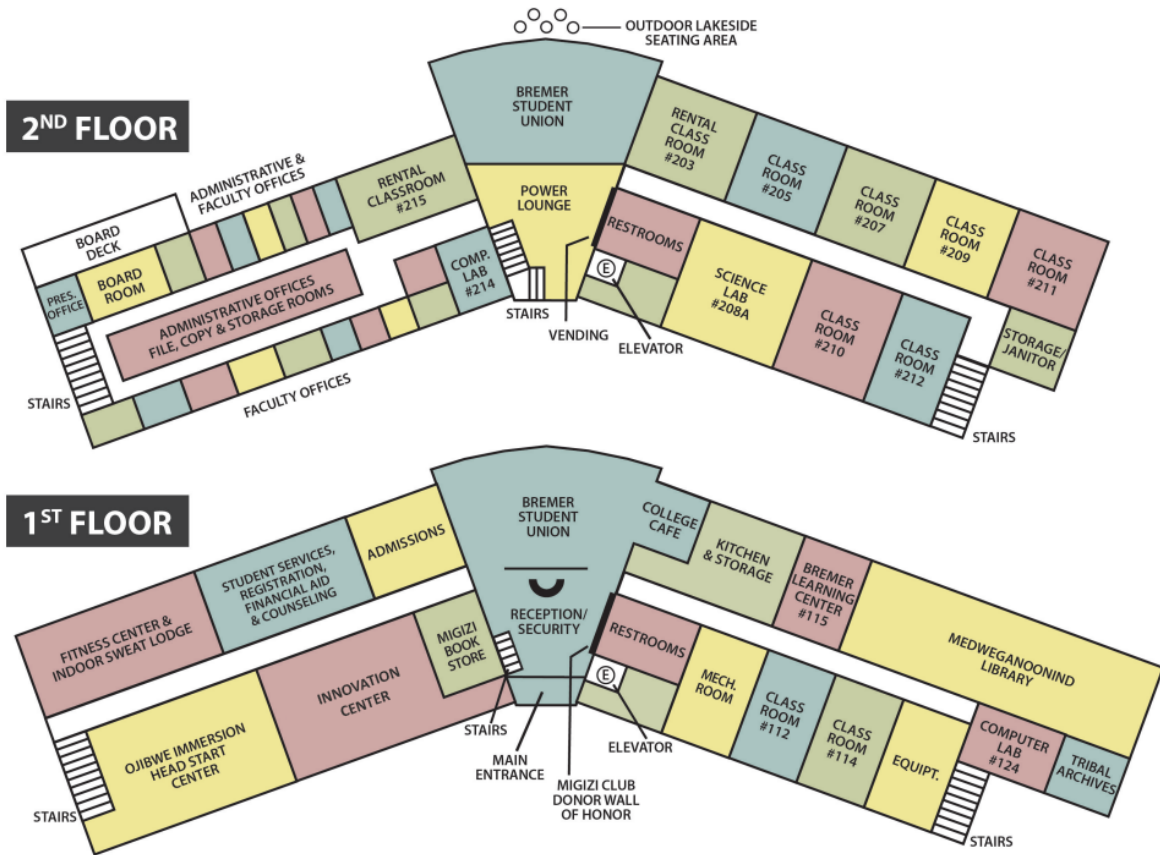 OUTDOOR LAKESIDE
SEATING AREA
2ND FLOOR
BREMER
STUDENT
UNION
ADMINISTRATIVE &
FACULTY OFFICES
BOARD
DECK
PRES.
OFFICE
BOARD
ROOM
RENTAL
CLASSROOM
#215
POWER
LOUNGE
RENTAL
CLASS
ROOM
#203
CLASS
ROOM
#205
CLASS
ROOM
#207
CLASS
ROOM
#209
CLASS
ROOM
#211
ADMINISTRATIVE OFFICES
FILE, COPY & STORAGE ROOMS
COMP.
LAB
#214
RESTROOMS
E
SCIENCE
LAB
#208A
CLASS
ROOM
#210
CLASS
ROOM
#212
STORAGE/
JANITOR
STAIRS
FACULTY OFFICES
STAIRS
VENDING
ELEVATOR
STAIRS
1ST FLOOR
BREMER
STUDENT
UNION
FITNESS CENTER &
INDOOR SWEAT LODGE
STUDENT SERVICES,
REGISTRATION,
FINANCIAL AID
& COUNSELING
ADMISSIONS
RECEPTION/
SECURITY
COLLEGE
CAFE
KITCHEN
& STORAGE
BREMER
LEARNING
CENTER
#115
MEDWEGANOONIND
LIBRARY
OJIBWE IMMERSION
HEAD START
CENTER
INNOVATION
CENTER
MIGIZI
BOOK
STORE
RESTROOMS
E
MECH.
ROOM
CLASS
ROOM
#112
CLASS
ROOM
#114
EQUIPT.
COMPUTER
LAB
#124
TRIBAL
ARCHIVES
STAIRS
STAIRS
MAIN
ENTRANCE
MIGIZI CLUB
DONOR WALL
OF HONOR
ELEVATOR
STAIRS